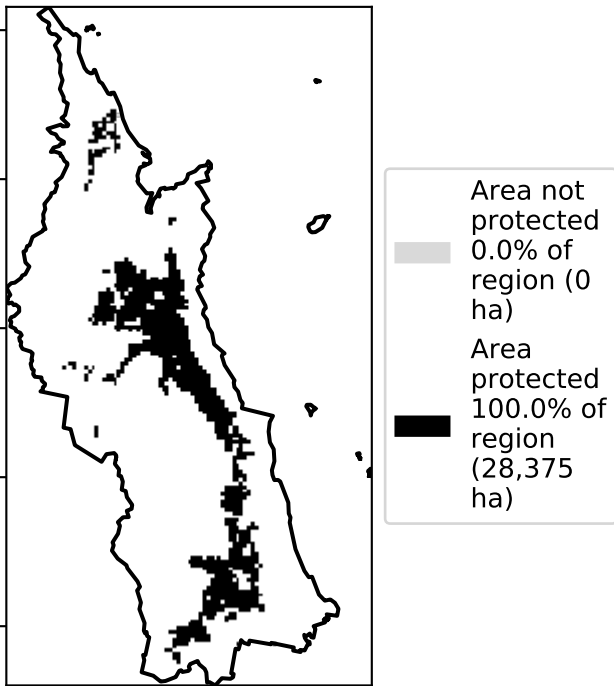 Area not
protected
0.0% of
region (0
ha)
Area
protected
100.0% of
region
(28,375
ha)